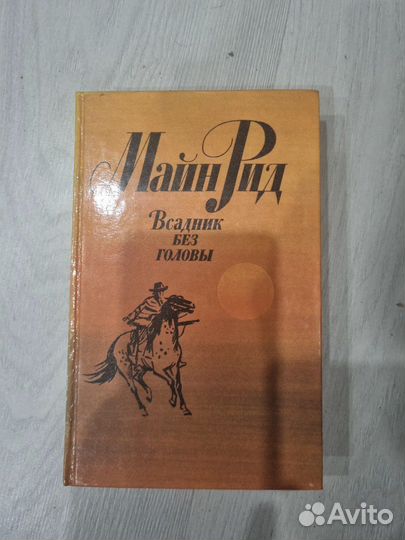 Майн Рид
Всадник
без
головы
Avito